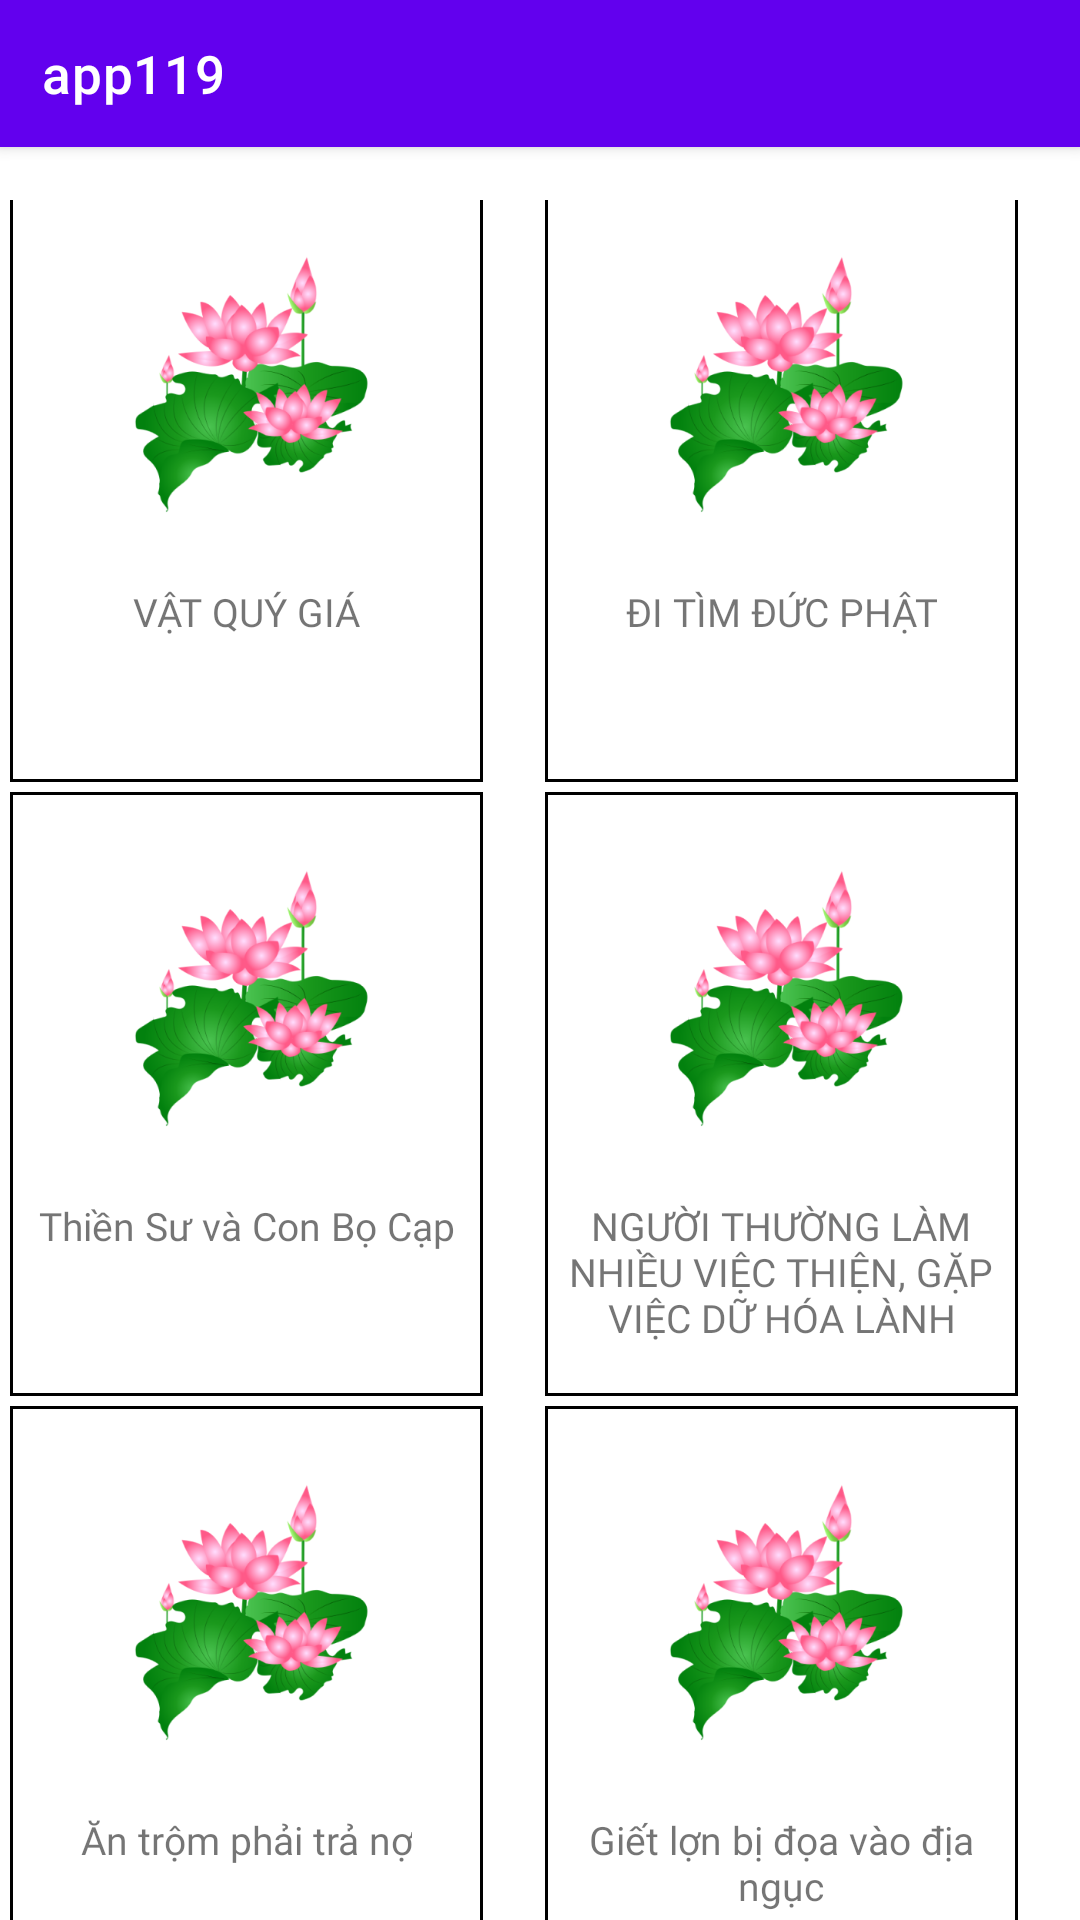 app119
VẬT QUÝ GIÁ
ĐI TÌM ĐỨC PHẬT
Thiền Sư và Con Bọ Cạp
NGƯỜI THƯỜNG LÀM
NHIỀU VIỆC THIỆN, GẶP
VIỆC DỮ HÓA LÀNH
Ăn trộm phải trả nợ
Giết lợn bị đọa vào địa
ngục